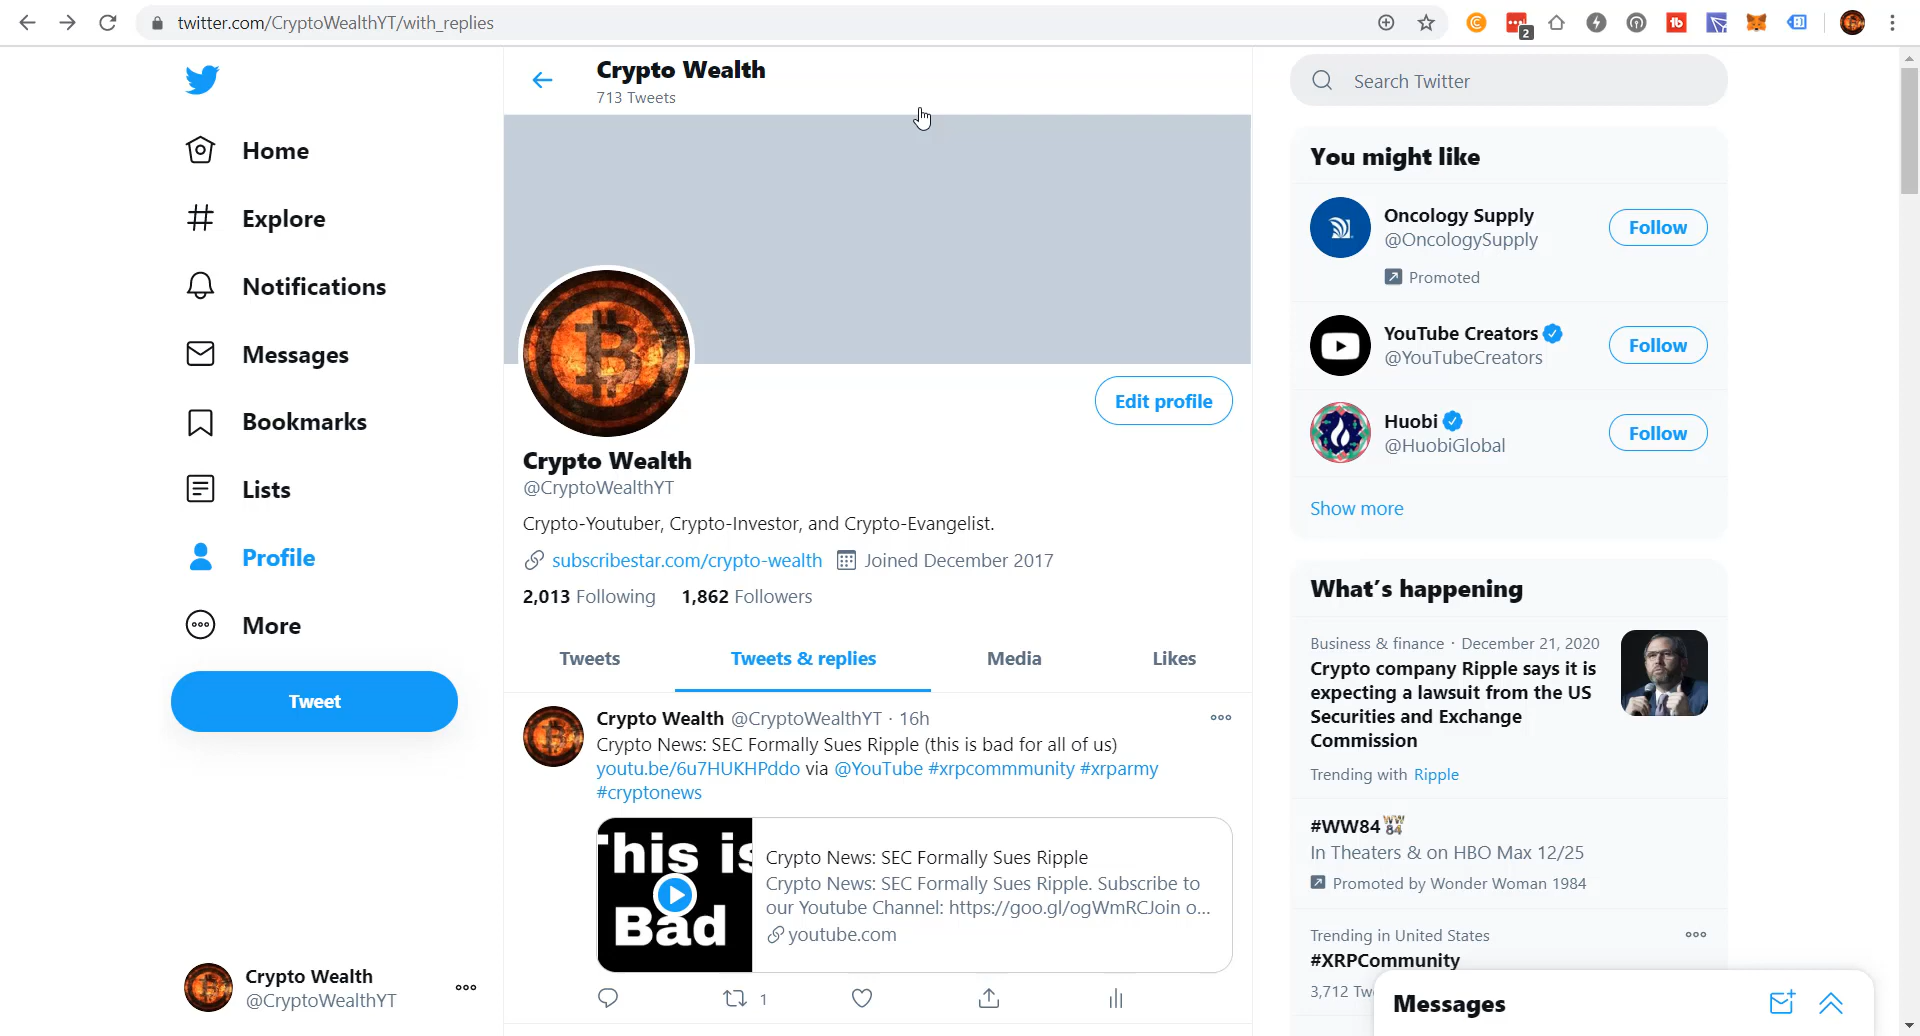 twitter.com/CryptoWealthYT/with_replies
2
Home
Explore
Notifications
Messages
Bookmarks
Lists
Profile
More
Tweet
Crypto Wealth
@CryptoWealthYT
Crypto Wealth
713 Tweets
Edit profile
Crypto Wealth
@CryptoWealthYT
Crypto-Youtuber, Crypto-Investor, and Crypto-Evangelist.
subscribestar.com/crypto-wealth Joined December 2017
2,013 Following 1,862 Followers
Tweets Tweets & replies Media Likes
Crypto Wealth @CryptoWealthYT · 16h
Crypto News: SEC Formally Sues Ripple (this is bad for all of us)
youtu.be/6u7HUKHPddo via @YouTube #xrpcommmunity #xrparmy
#cryptonews
This is
Bad
Crypto News: SEC Formally Sues Ripple
Crypto News: SEC Formally Sues Ripple. Subscribe to
our Youtube Channel: https://goo.gl/ogWmRCJoin o...
youtube.com
1
Search Twitter
You might like
Oncology Supply
@OncologySupply
Follow
Promoted
YouTube Creators
@YouTubeCreators
Follow
Huobi
@HuobiGlobal
Follow
Show more
What's happening
Business & finance · December 21, 2020
Crypto company Ripple says it is
expecting a lawsuit from the US
Securities and Exchange
Commission
Trending with Ripple
#WW84
In Theaters & on HBO Max 12/25
Promoted by Wonder Woman 1984
Trending in United States
#XRPCommunity
3,712 Tw
Messages